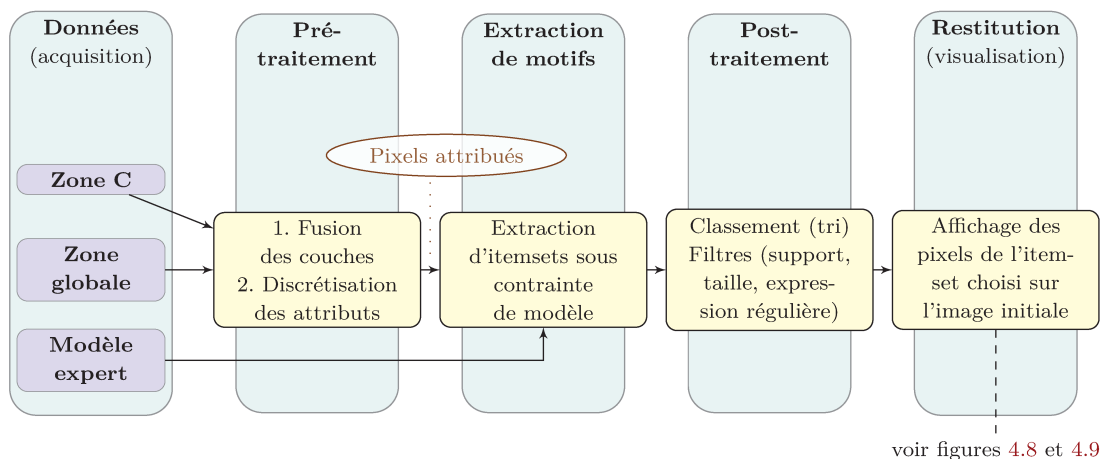 Données
(acquisition)
Pré-
traitement
Extraction
de motifs
Post-
traitement
Restitution
(visualisation)
Pixels attribués
Zone C
Zone
globale
Modèle
expert
1. Fusion
des couches
2. Discrétisation
des attributs
Extraction
d'itemsets sous
contrainte
de modèle
Classement (tri)
Filtres (support,
taille, expres-
sion régulière)
Affichage des
pixels de l'item-
set choisi sur
l'image initiale
voir figures 4.8 et 4.9